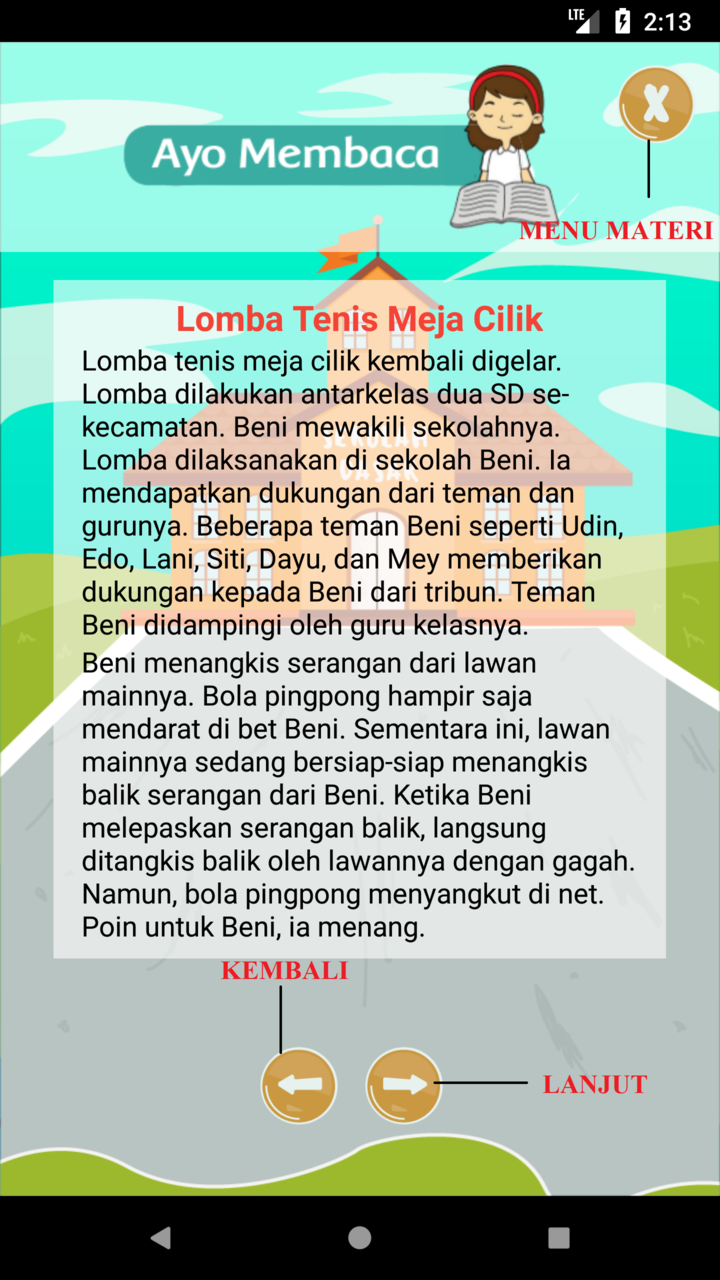 LTE 2:13
Ayo Membaca
X
MENU MATERI
SEKOLAH
DASAR
Lomba Tenis Meja Cilik
Lomba tenis meja cilik kembali digelar.
Lomba dilakukan antarkelas dua SD se-
kecamatan. Beni mewakili sekolahnya.
Lomba dilaksanakan di sekolah Beni. Ia
mendapatkan dukungan dari teman dan
gurunya. Beberapa teman Beni seperti Udin,
Edo, Lani, Siti, Dayu, dan Mey memberikan
dukungan kepada Beni dari tribun. Teman
Beni didampingi oleh guru kelasnya.
Beni menangkis serangan dari lawan
mainnya. Bola pingpong hampir saja
mendarat di bet Beni. Sementara ini, lawan
mainnya sedang bersiap-siap menangkis
balik serangan dari Beni. Ketika Beni
melepaskan serangan balik, langsung
ditangkis balik oleh lawannya dengan gagah.
Namun, bola pingpong menyangkut di net.
Poin untuk Beni, ia menang.
KEMBALI
LANJUT